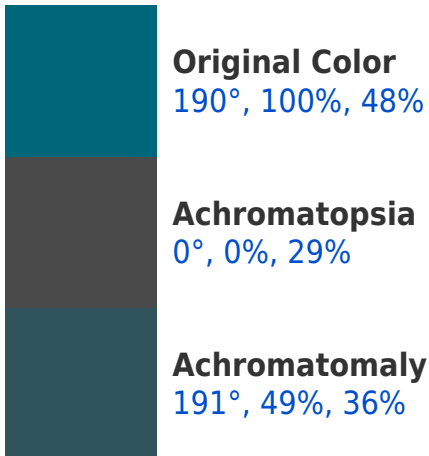 Original Color
190°, 100%, 48%
Achromatopsia
0°, 0%, 29%
Achromatomaly
191°, 49%, 36%